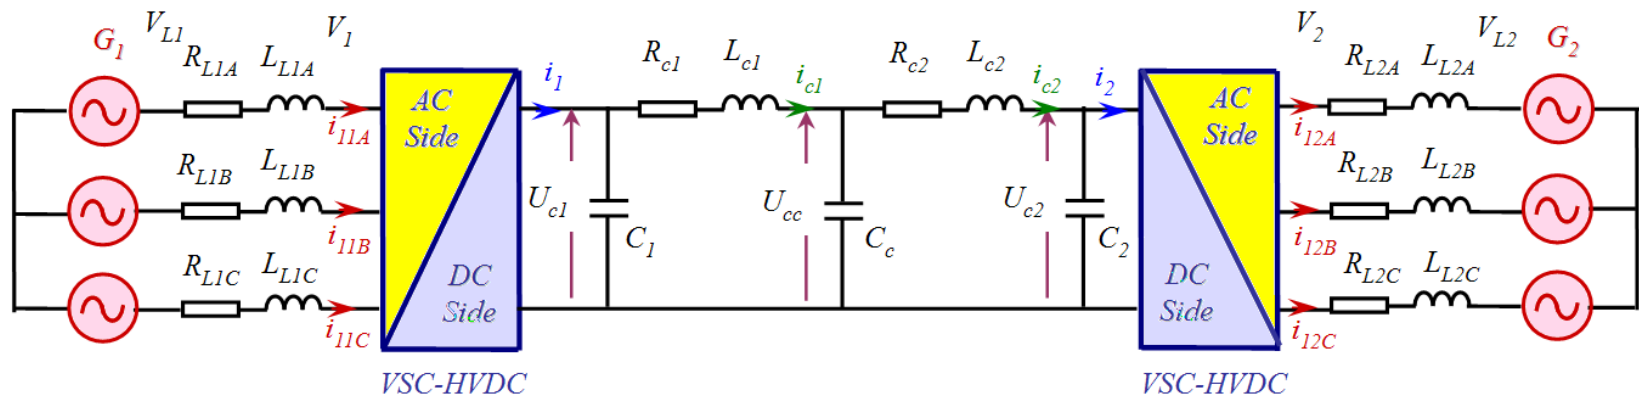 G1
VL1
RL1A
LL1A
V1
i11A
RL1B
LL1B
i11B
RL1C
LL1C
i11C
AC
Side
DC
Side
VSC-HVDC
i1
Uc1
C1
Rc1
Lc1
ic1
Ucc
Cc
Rc2
Lc2
ic2
Uc2
C2
i2
AC
Side
DC
Side
VSC-HVDC
V2
i12A
RL2A
LL2A
VL2
G2
i12B
RL2B
LL2B
i12C
RL2C
LL2C